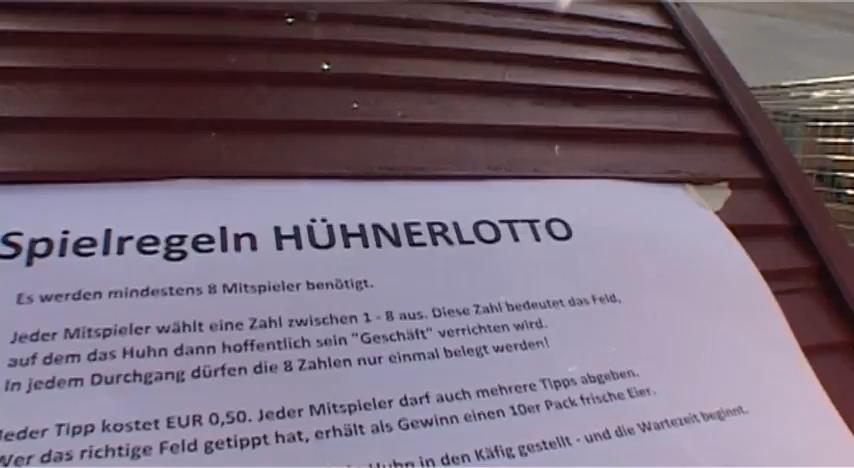 Spielregeln HÜHNERLOTTO
Es werden mindestens 8 Mitspieler benötigt.
Jeder Mitspieler wählt eine Zahl zwischen 1 - 8 aus. Diese Zahl bedeutet das Feld,
auf dem das Huhn dann hoffentlich sein "Geschäft" verrichten wird.
In jedem Durchgang dürfen die 8 Zahlen nur einmal belegt werden!
Jeder Tipp kostet EUR 0,50. Jeder Mitspieler darf auch mehrere Tipps abgeben.
Wer das richtige Feld getippt hat, erhält als Gewinn einen 10er Pack frische Eier.
Huhn in den Käfig gestellt - und die Wartezeit beginnt.